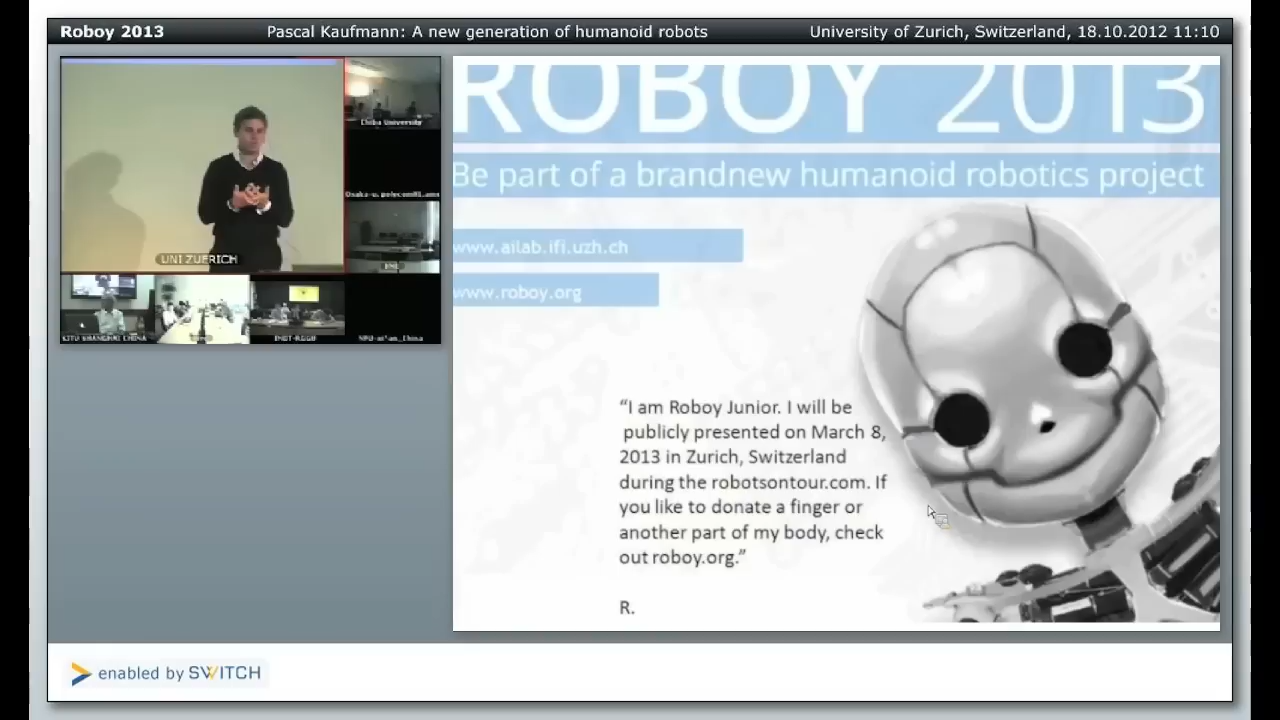 Roboy 2013
Pascal Kaufmann: A new generation of humanoid robots
University of Zurich, Switzerland, 18.10.2012 11:10
UNI ZUERICH
Chiba University
ROBOY 2013
Be part of a brandnew humanoid robotics project
www.ailab.ifi.uzh.ch
www.roboy.org
“I am Roboy Junior. I will be
publicly presented on March 8,
2013 in Zurich, Switzerland
during the robotsontour.com. If
you like to donate a finger or
another part of my body, check
out roboy.org.”
R.
enabled by SWITCH